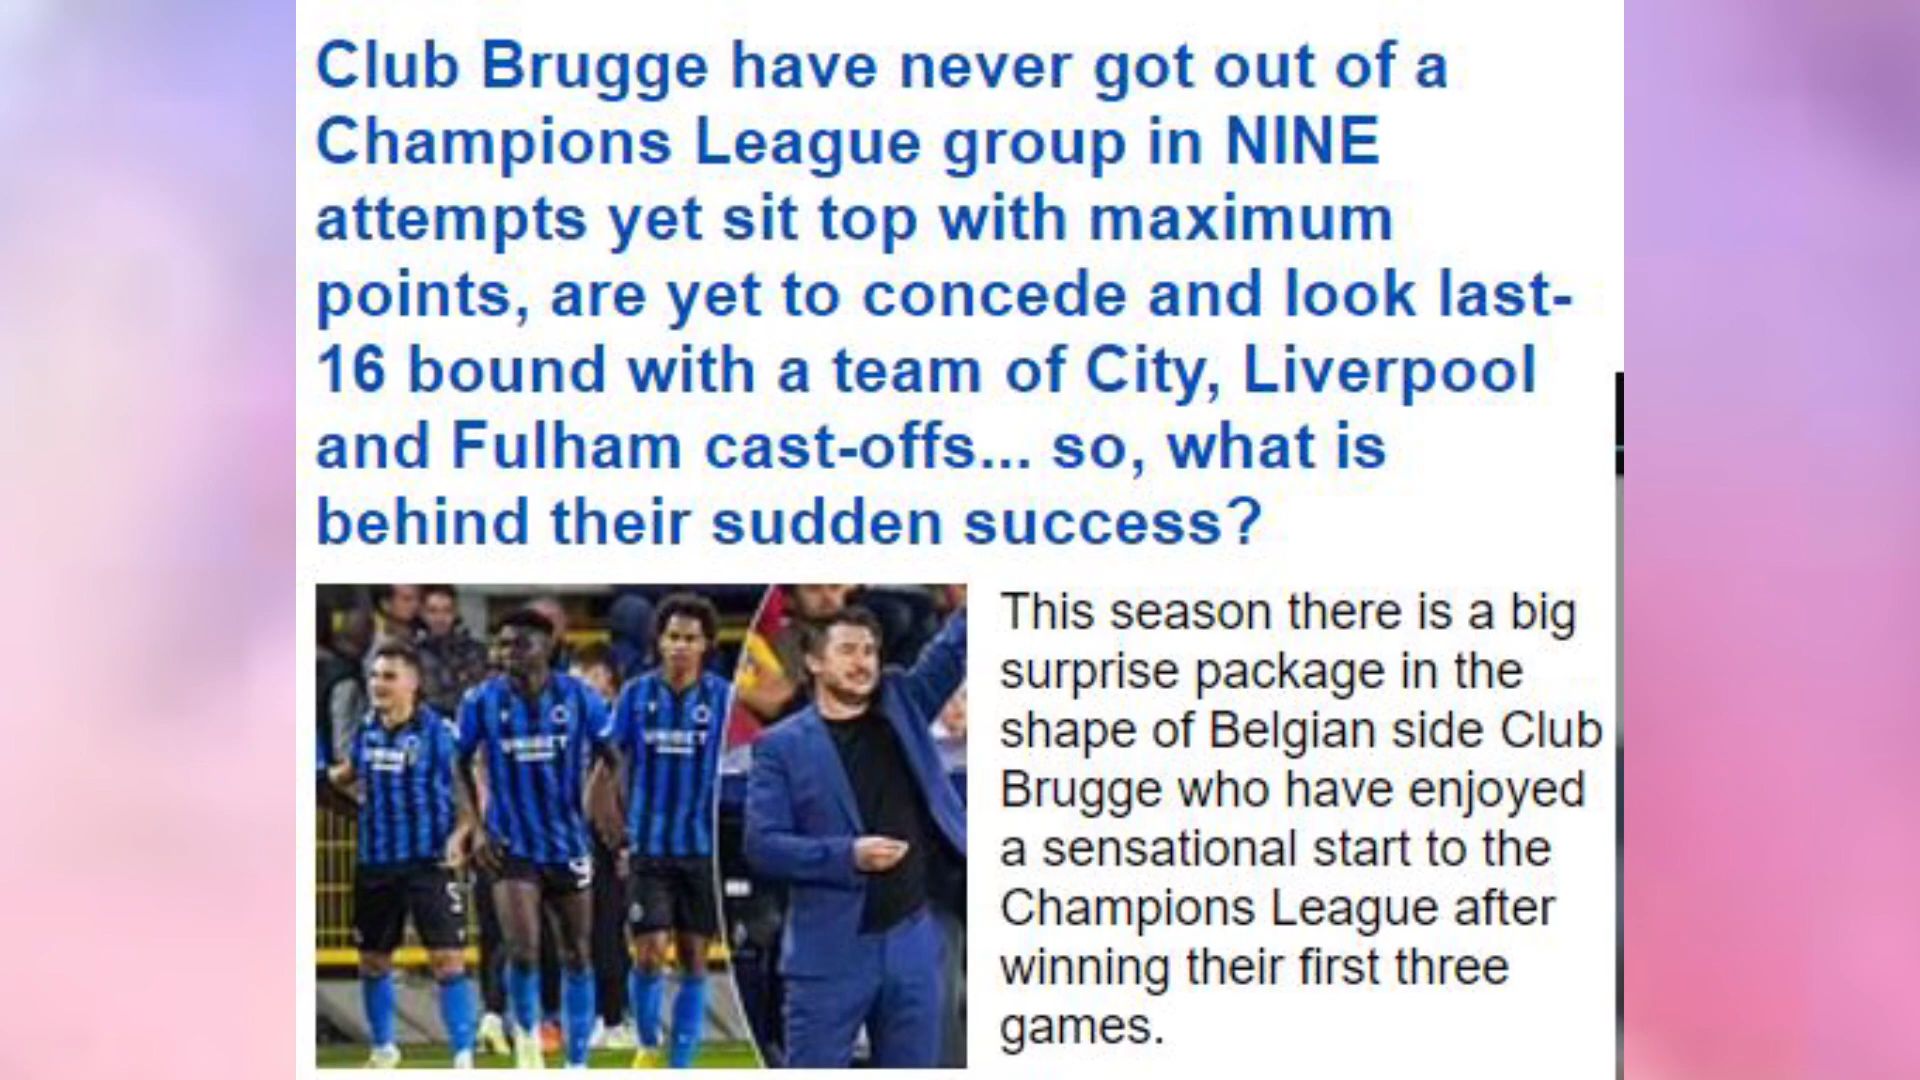 Club Brugge have never got out of a
Champions League group in NINE
attempts yet sit top with maximum
points, are yet to concede and look last-
16 bound with a team of City, Liverpool
and Fulham cast-offs... so, what is
behind their sudden success?
This season there is a big
surprise package in the
shape of Belgian side Club
Brugge who have enjoyed
a sensational start to the
Champions League after
winning their first three
games.
UNIBET
UNIBET
9